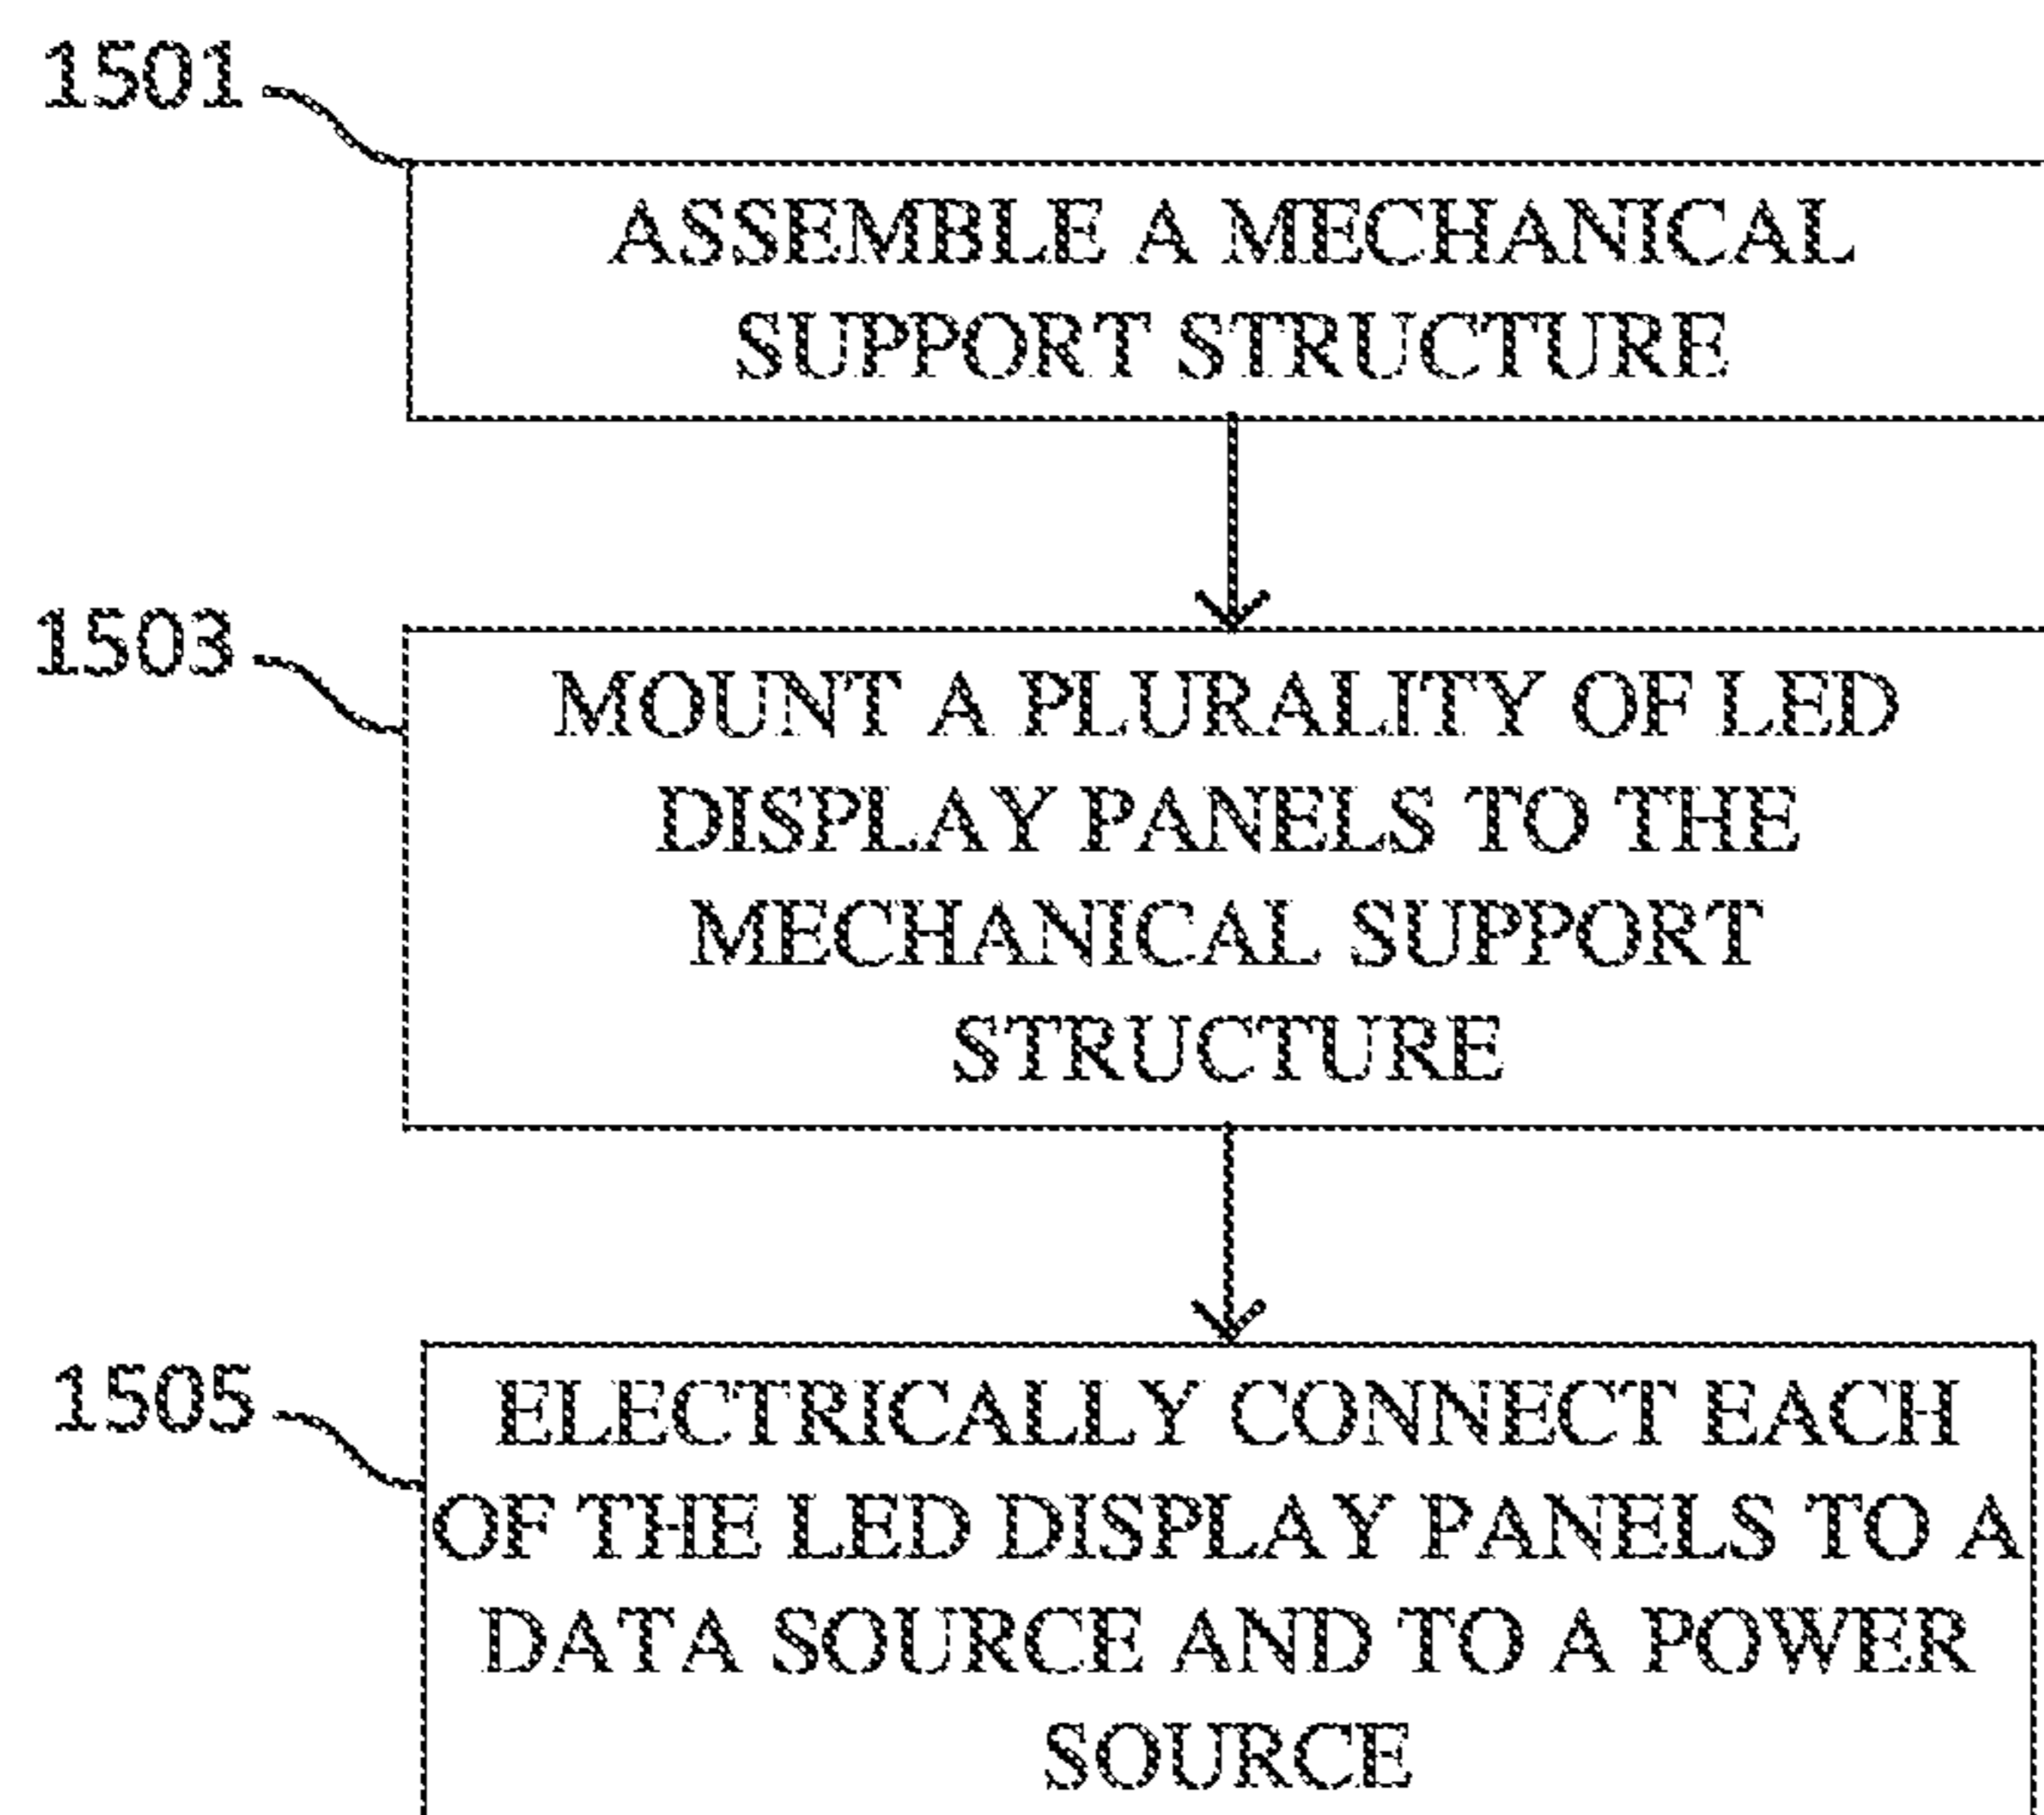 1501
ASSEMBLE A MECHANICAL
SUPPORT STRUCTURE
1503
MOUNT A PLURALITY OF LED
DISPLAY PANELS TO THE
MECHANICAL SUPPORT
STRUCTURE
1505
ELECTRICALLY CONNECT EACH
OF THE LED DISPLAY PANELS TO A
DATA SOURCE AND TO A POWER
SOURCE